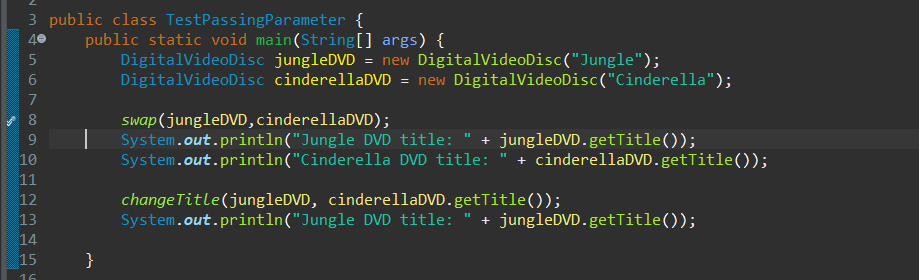 2
3 public class TestPassingParameter {
4 public static void main(String[] args) {
5 DigitalVideoDisc jungleDVD = new DigitalVideoDisc("Jungle");
6 DigitalVideoDisc cinderellaDVD = new DigitalVideoDisc("Cinderella");
7
8 swap(jungleDVD,cinderellaDVD);
9 System.out.println("Jungle DVD title: " + jungleDVD.getTitle());
10 System.out.println("Cinderella DVD title: " + cinderellaDVD.getTitle());
11
12 changeTitle(jungleDVD, cinderellaDVD.getTitle());
13 System.out.println("Jungle DVD title: " + jungleDVD.getTitle());
14
15 }
16